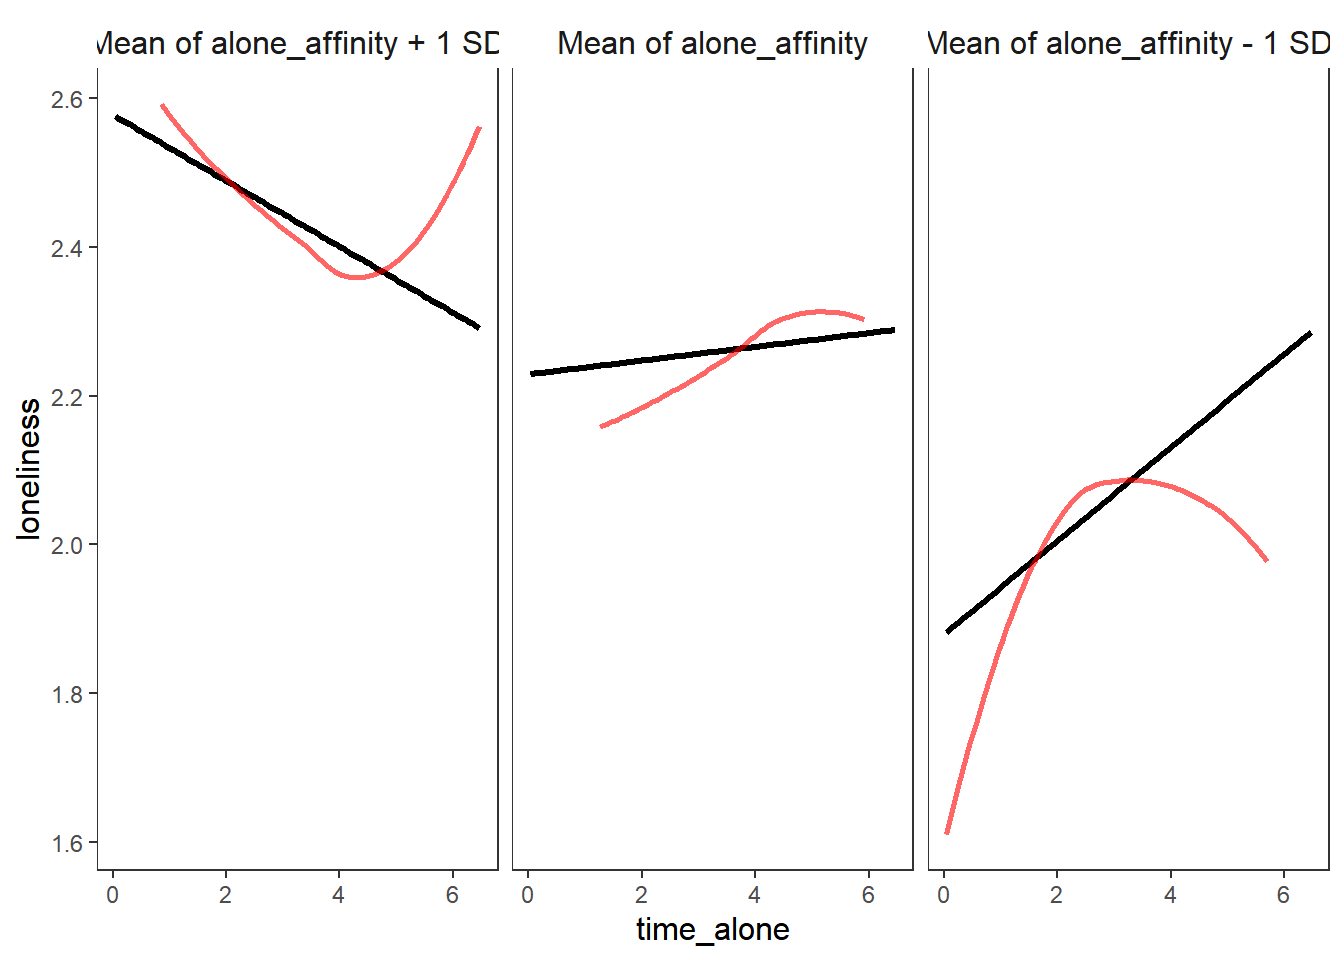 Mean of alone_affinity + 1 SD
Mean of alone_affinity
Mean of alone_affinity - 1 SD
2.6
2.4
2.2
2.0
1.8
1.6
loneliness
0 2 4 6
0 2 4 6
0 2 4 6
time_alone